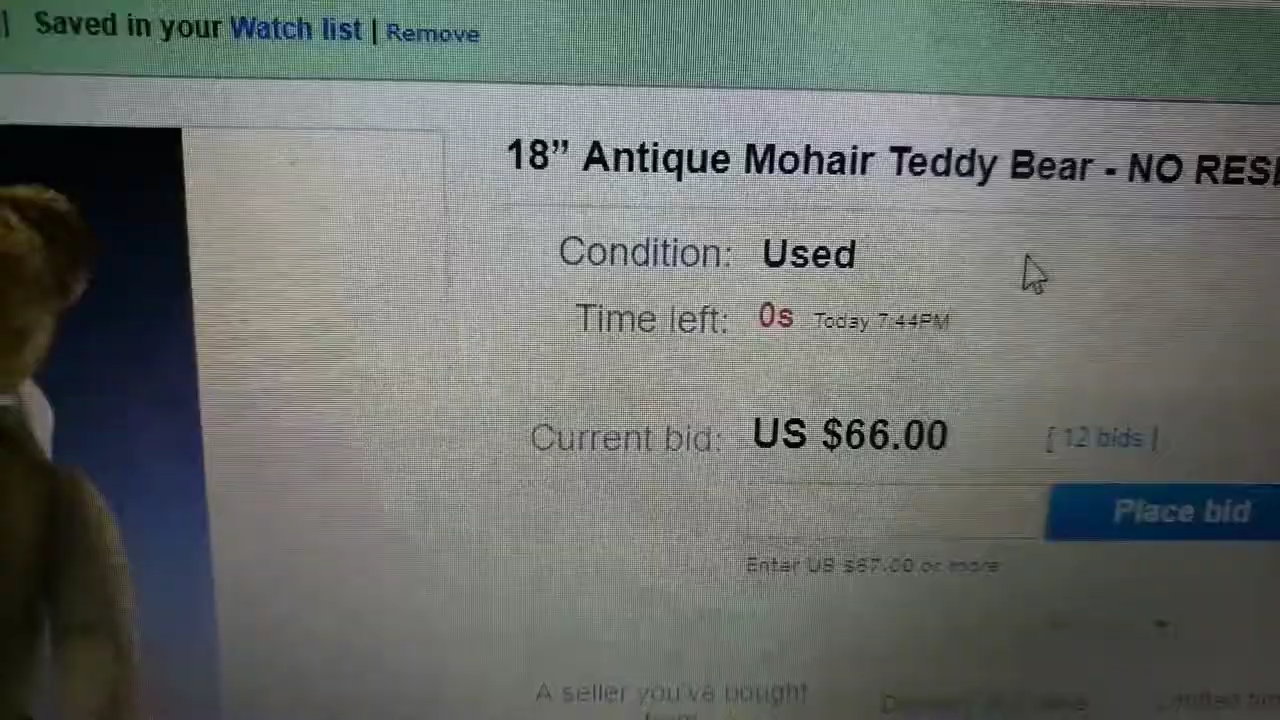 Saved in your Watch list | Remove
18” Antique Mohair Teddy Bear - NO RES
Condition: Used
Time left: 0s Today 7:44PM
Current bid: US $66.00 [ 12 bids ]
Place bid
Enter US $67.00 or more
A seller you've bought
from